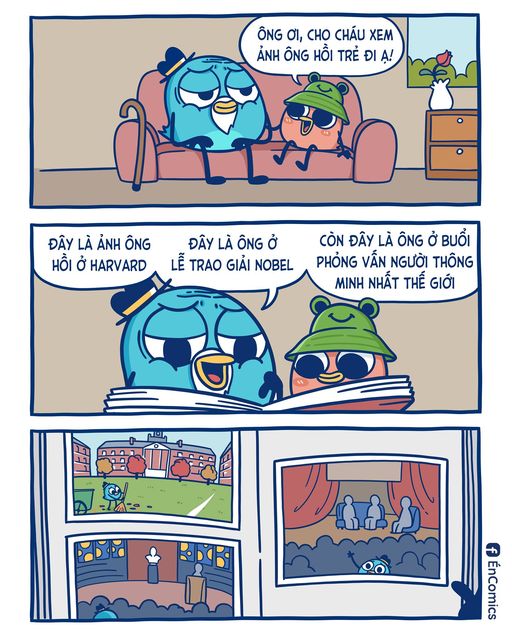 ÔNG ƠI, CHO CHÁU XEM
ẢNH ÔNG HỒI TRẺ ĐI Ạ!
ĐÂY LÀ ẢNH ÔNG
HỒI Ở HARVARD
ĐÂY LÀ ÔNG Ở
LỄ TRAO GIẢI NOBEL
CÒN ĐÂY LÀ ÔNG Ở BUỔI
PHỎNG VẤN NGƯỜI THÔNG
MINH NHẤT THẾ GIỚI
ÉnComics